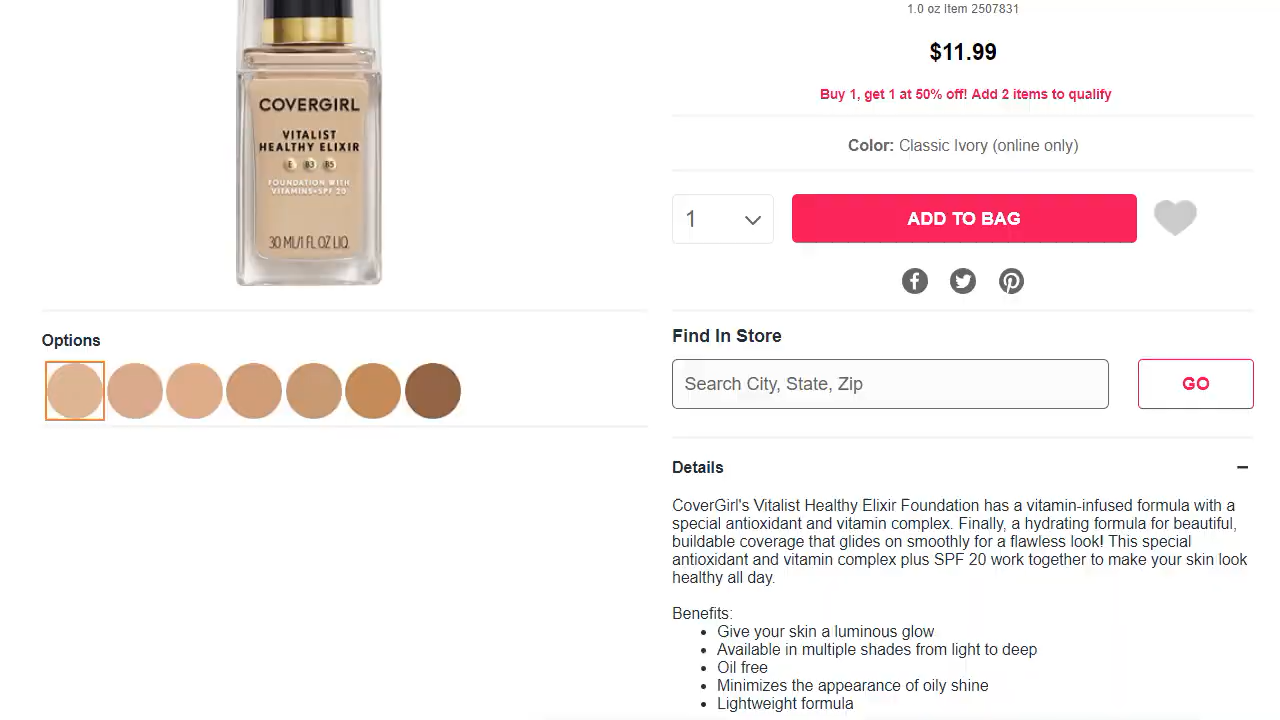 COVERGIRL
VITALIST
HEALTHY ELIXIR
E B3 B5
FOUNDATION WITH
VITAMINS+SPF 20
30 ML/1 FL OZ LIQ.
Options
1.0 oz Item 2507831
$11.99
Buy 1, get 1 at 50% off! Add 2 items to qualify
Color: Classic Ivory (online only)
1
ADD TO BAG
Find In Store
Search City, State, Zip
GO
Details
CoverGirl's Vitalist Healthy Elixir Foundation has a vitamin-infused formula with a
special antioxidant and vitamin complex. Finally, a hydrating formula for beautiful,
buildable coverage that glides on smoothly for a flawless look! This special
antioxidant and vitamin complex plus SPF 20 work together to make your skin look
healthy all day.
Benefits:
• Give your skin a luminous glow
• Available in multiple shades from light to deep
• Oil free
• Minimizes the appearance of oily shine
• Lightweight formula